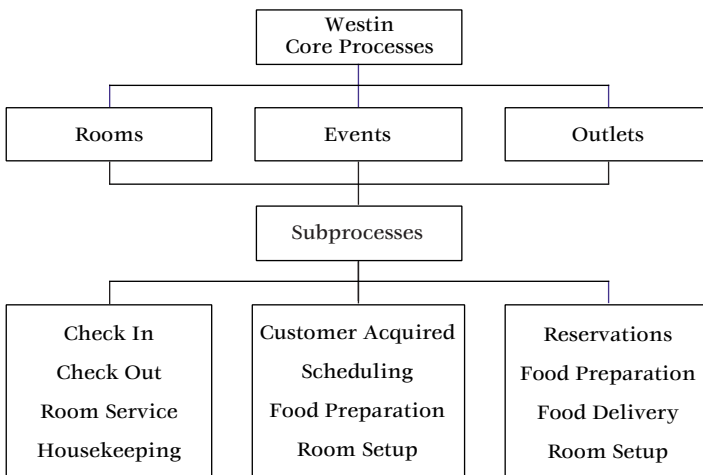 Westin
Core Processes
Rooms
Events
Outlets
Subprocesses
Check In
Check Out
Room Service
Housekeeping
Customer Acquired
Scheduling
Food Preparation
Room Setup
Reservations
Food Preparation
Food Delivery
Room Setup